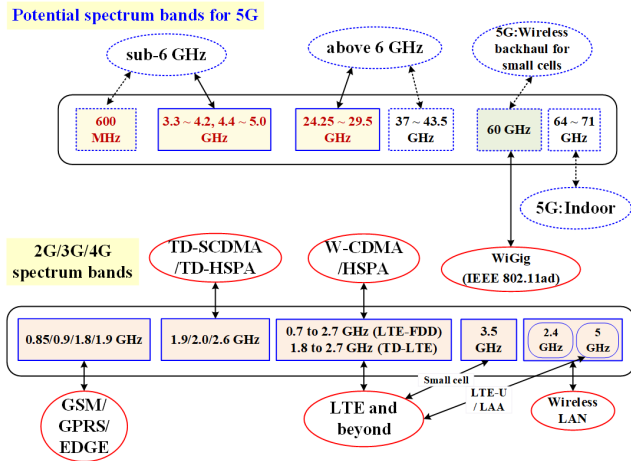 Potential spectrum bands for 5G
sub-6 GHz
above 6 GHz
5G:Wireless
backhaul for
small cells
600
MHz
3.3 ~ 4.2, 4.4 ~ 5.0
GHz
24.25 ~ 29.5
GHz
37 ~ 43.5
GHz
60 GHz
64 ~ 71
GHz
5G:Indoor
2G/3G/4G
spectrum bands
TD-SCDMA
/TD-HSPA
W-CDMA
/HSPA
WiGig
(IEEE 802.11ad)
0.85/0.9/1.8/1.9 GHz
1.9/2.0/2.6 GHz
0.7 to 2.7 GHz (LTE-FDD)
1.8 to 2.7 GHz (TD-LTE)
3.5
GHz
2.4
GHz
5
GHz
Small cell
LTE-U
/ LAA
GSM/
GPRS/
EDGE
LTE and
beyond
Wireless
LAN